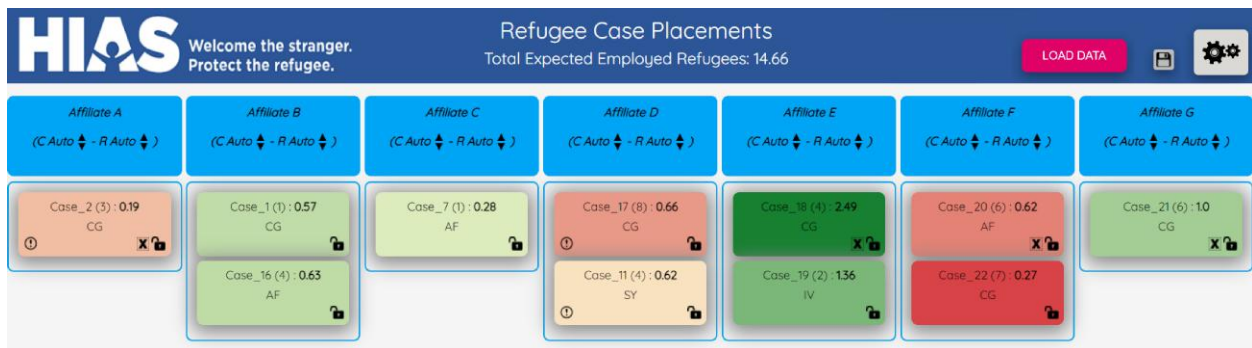 HIAS
Welcome the stranger.
Protect the refugee.
Refugee Case Placements
Total Expected Employed Refugees: 14.66
LOAD DATA
Affiliate A
(C Auto - R Auto )
Affiliate B
(C Auto - R Auto )
Affiliate C
(C Auto - R Auto )
Affiliate D
(C Auto - R Auto )
Affiliate E
(C Auto - R Auto )
Affiliate F
(C Auto - R Auto )
Affiliate G
(C Auto - R Auto )
Case_2 (3) : 0.19
CG
X
Case_1 (1) : 0.57
CG
Case_16 (4) : 0.63
AF
Case_7 (1) : 0.28
AF
Case_17 (8) : 0.66
CG
Case_11 (4) : 0.62
SY
Case_18 (4) : 2.49
CG
X
Case_19 (2) : 1.36
IV
Case_20 (6) : 0.62
AF
X
Case_22 (7) : 0.27
CG
Case_21 (6) : 1.0
CG
X